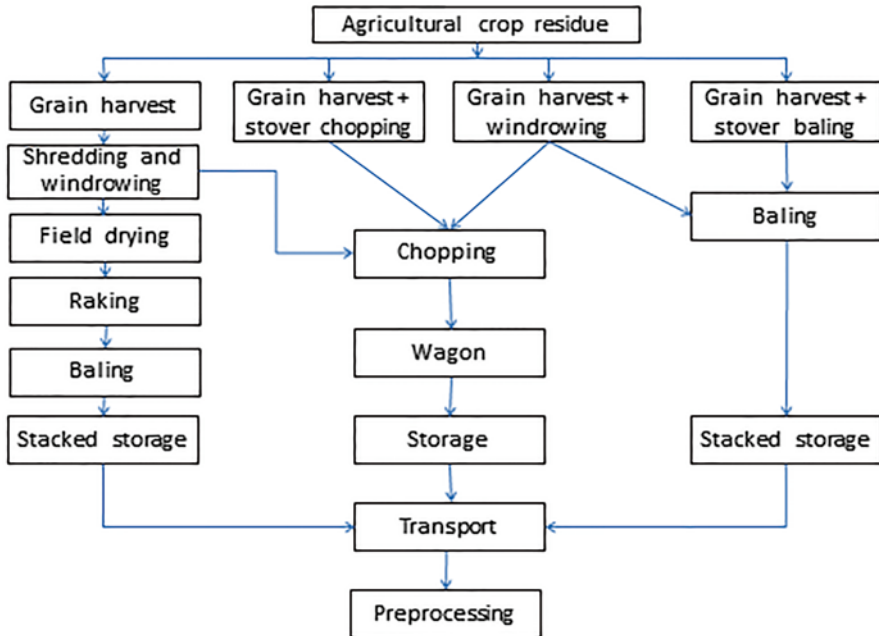 Agricultural crop residue
Grain harvest
Grain harvest+
stover chopping
Grain harvest+
windrowing
Grain harvest+
stover baling
Shredding and
windrowing
Field drying
Raking
Baling
Stacked storage
Chopping
Wagon
Storage
Baling
Stacked storage
Transport
Preprocessing